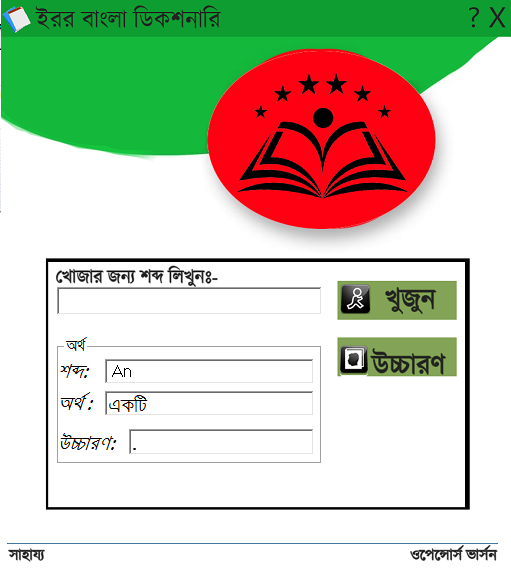 ইরর বাংলা ডিকশনারি ? X
খোজার জন্য শব্দ লিখুনঃ-
খুজুন
অর্থ
উচ্চারণ
শব্দ: An
অর্থ : একটি
উচ্চারণ: .
সাহায্য ওপেন্সোর্স ভার্সন